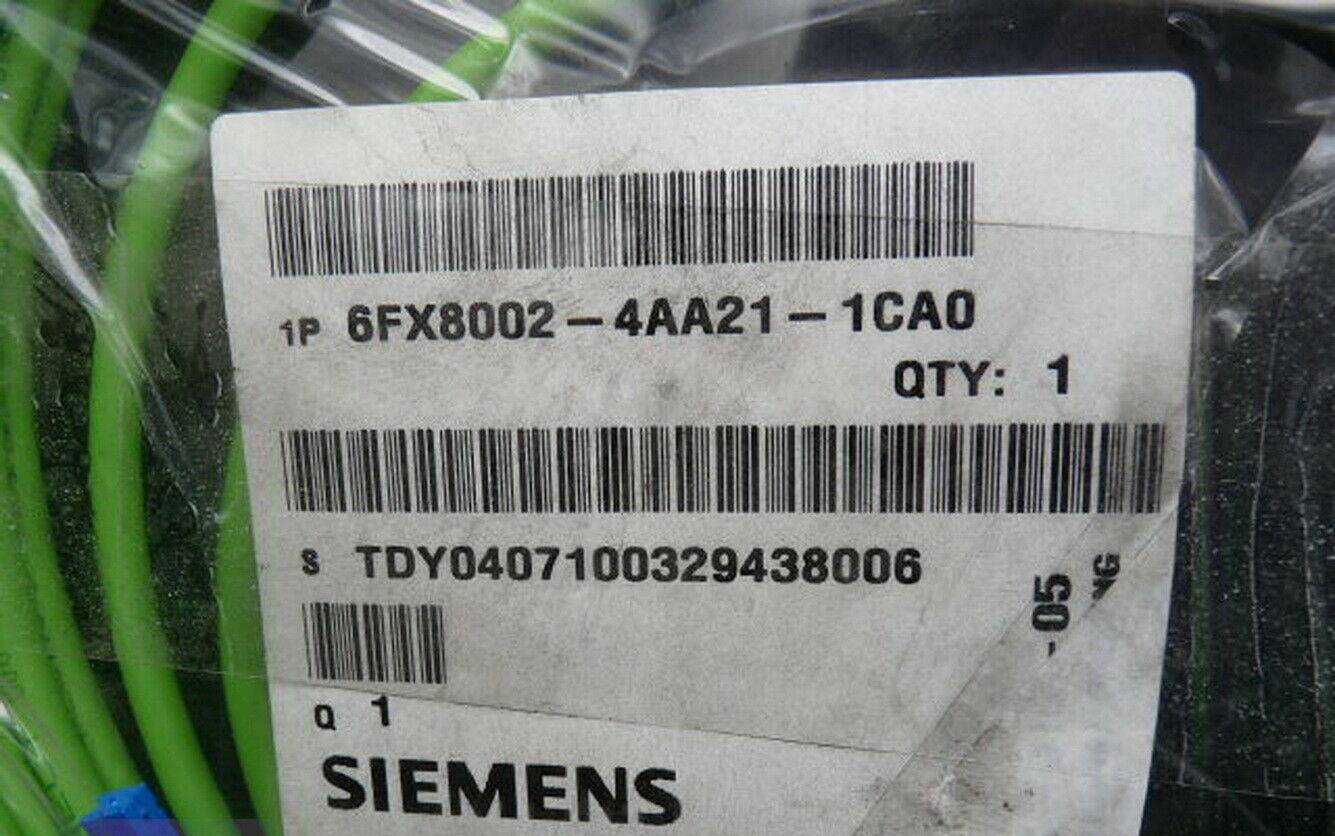 1P 6FX8002-4AA21-1CA0
QTY: 1
S TDY0407100329438006
-05
Q 1
SIEMENS